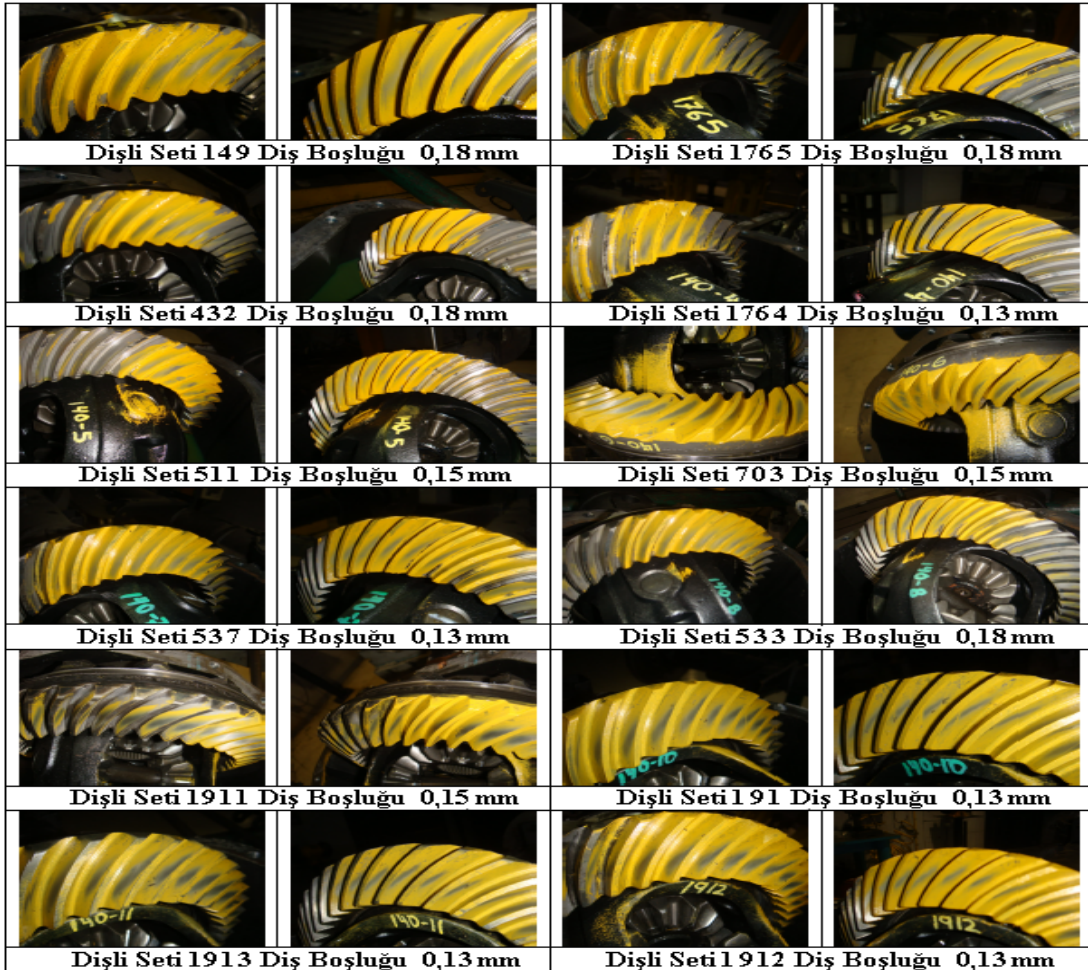 1765
1765
Dişli Seti 149 Diş Boşluğu 0,18 mm
Dişli Seti 1765 Diş Boşluğu 0,18 mm
140-4
140-4
Dişli Seti 432 Diş Boşluğu 0,18 mm
Dişli Seti 1764 Diş Boşluğu 0,13 mm
140-5
140-5
140-6
140-6
Dişli Seti 511 Diş Boşluğu 0,15 mm
Dişli Seti 703 Diş Boşluğu 0,15 mm
140-8
140-8
Dişli Seti 537 Diş Boşluğu 0,13 mm
Dişli Seti 533 Diş Boşluğu 0,18 mm
140-10
140-10
Dişli Seti 1911 Diş Boşluğu 0,15 mm
Dişli Seti 191 Diş Boşluğu 0,13 mm
140-11
140-11
1912
1912
Dişli Seti 1913 Diş Boşluğu 0,13 mm
Dişli Seti 1912 Diş Boşluğu 0,13 mm